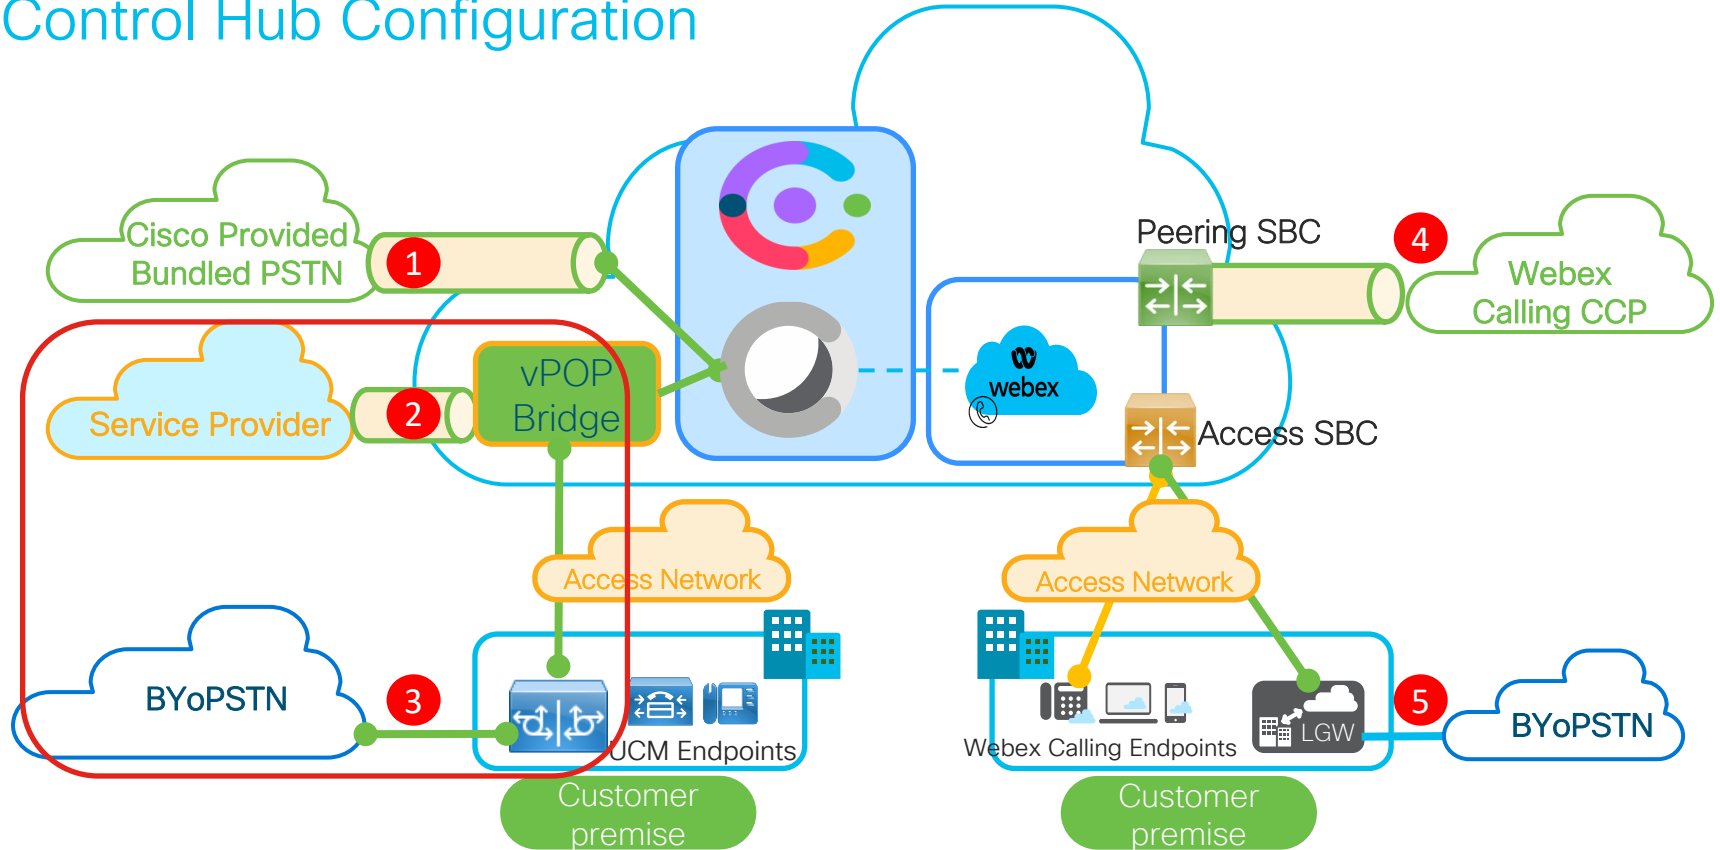 Control Hub Configuration
Cisco Provided
Bundled PSTN
1
Peering SBC
4
Webex
Calling CCP
Service Provider
2
vPOP
Bridge
webex
Access SBC
Access Network
Access Network
BYoPSTN
3
UCM Endpoints
Webex Calling Endpoints
LGW
5
BYoPSTN
Customer
premise
Customer
premise